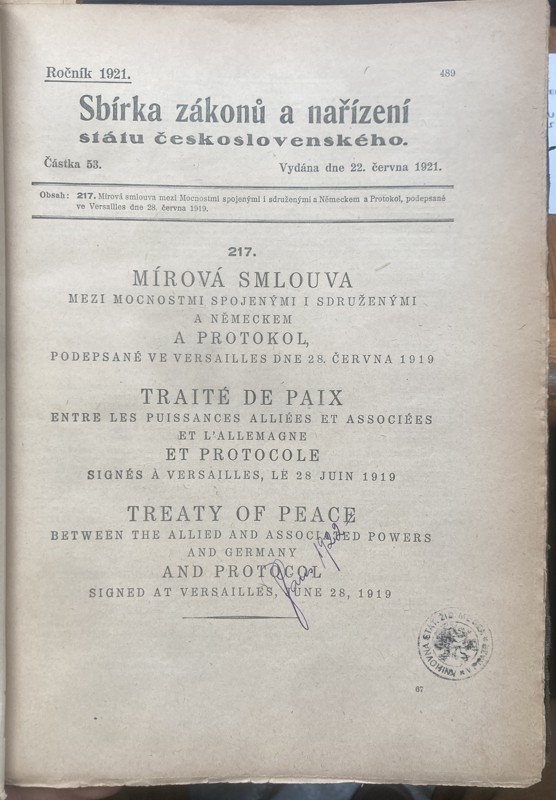 Ročník 1921.
489
Sbírka zákonů a nařízení
státu československého.
Částka 53.
Vydána dne 22. června 1921.
Obsah: 217. Mírová smlouva mezi Mocnostmi spojenými i sdruženými a Německem a Protokol, podepsané
ve Versailles dne 28. června 1919.
217.
MÍROVÁ SMLOUVA
MEZI MOCNOSTMI SPOJENÝMI I SDRUŽENÝMI
A NĚMECKEM
A PROTOKOL,
PODEPSANÉ VE VERSAILLES DNE 28. ČERVNA 1919
TRAITÉ DE PAIX
ENTRE LES PUISSANCES ALLIÉES ET ASSOCIÉES
ET L'ALLEMAGNE
ET PROTOCOLE
SIGNÉS À VERSAILLES, LE 28 JUIN 1919
TREATY OF PEACE
BETWEEN THE ALLIED AND ASSOCIATED POWERS
AND GERMANY
AND PROTOCOL
SIGNED AT VERSAILLES, JUNE 28, 1919
1922
KNIHOVNA STÁT.
67